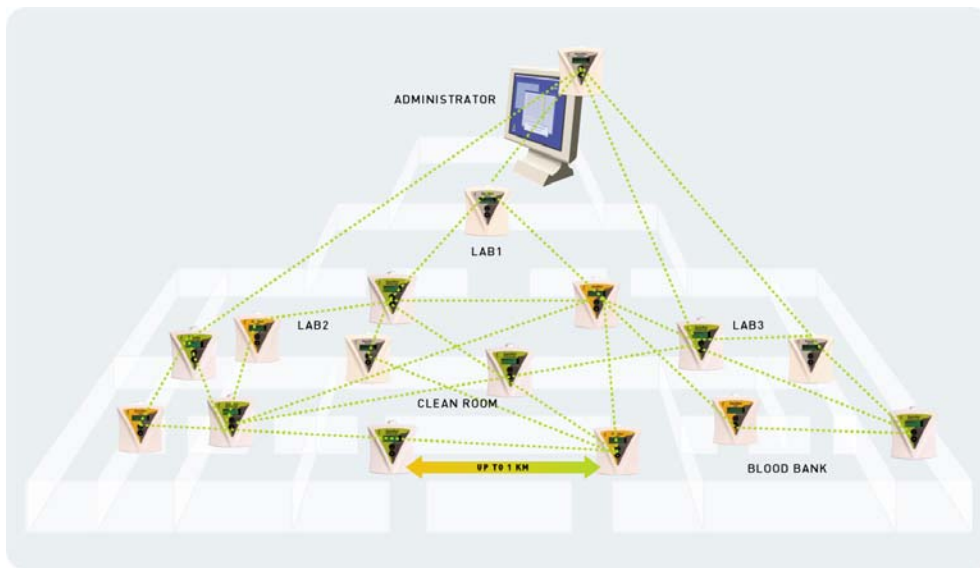 ADMINISTRATOR
LAB1
LAB2
LAB3
CLEAN ROOM
UP TO 1 KM
BLOOD BANK